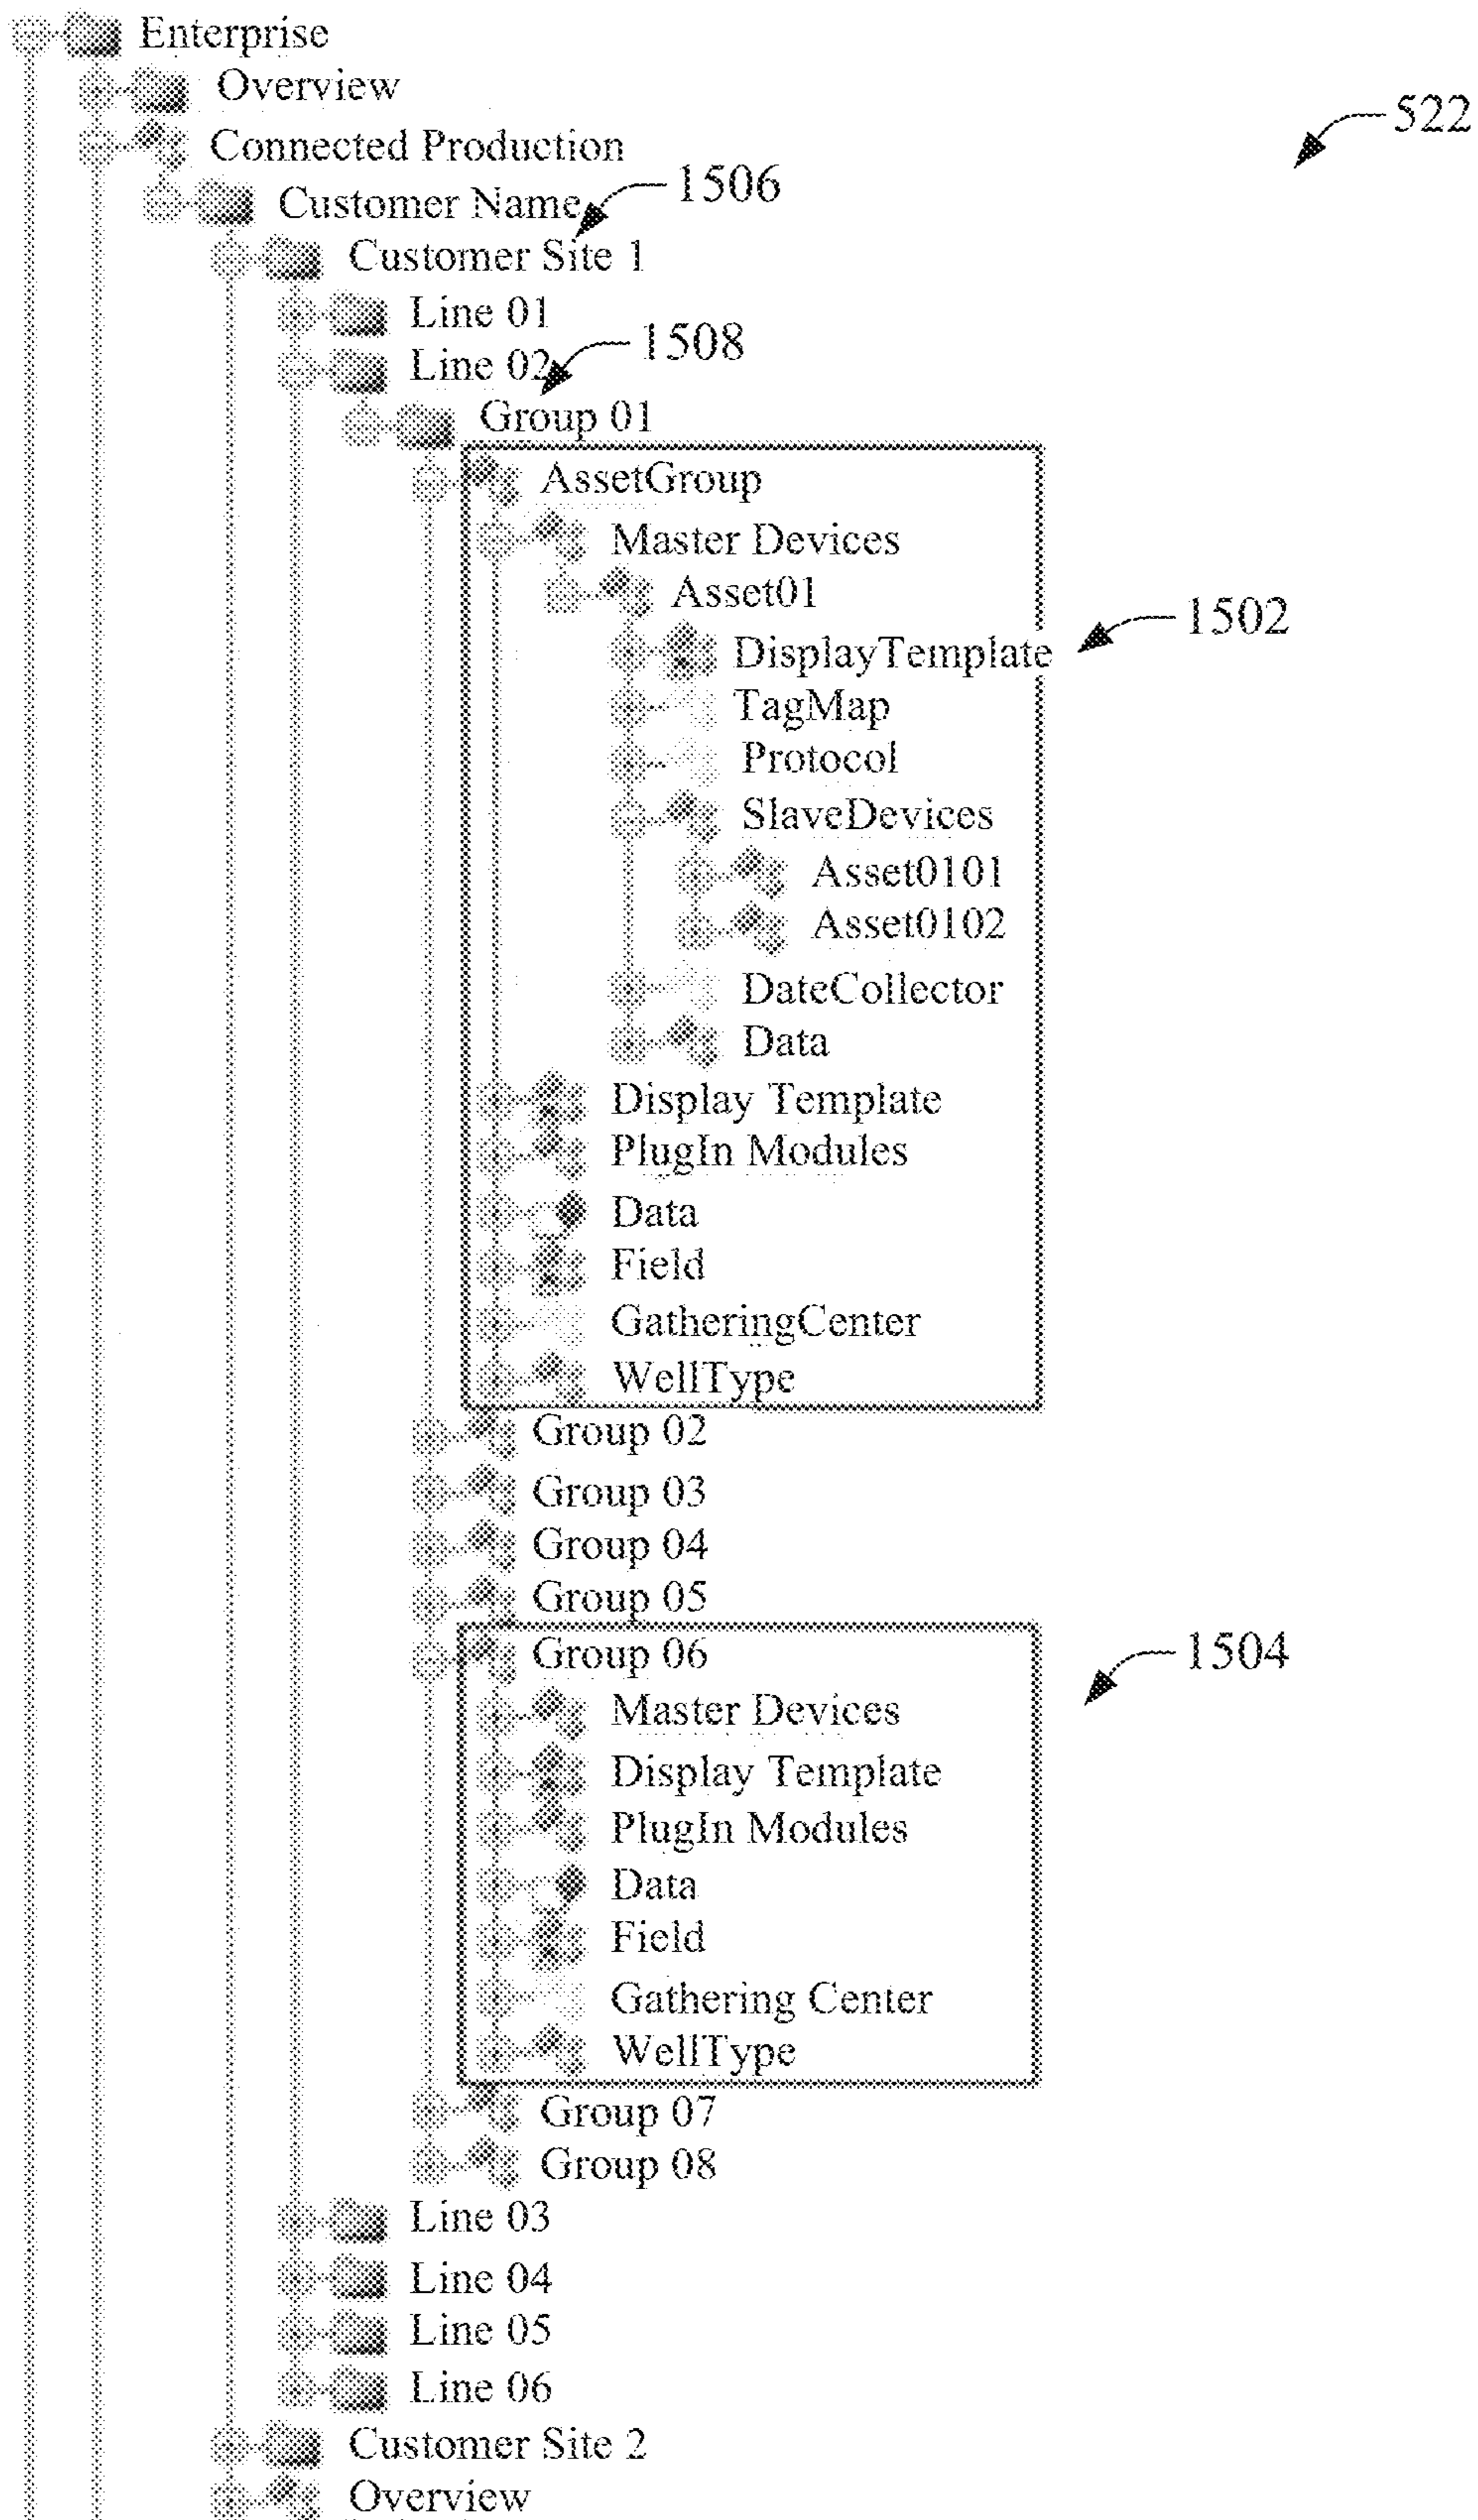 Enterprise
Overview
522
Connected Production
1506
Customer Name
Customer Site 1
Line 01
1508
Line 02
Group 01
AssetGroup
Master Devices
Asset01
1502
DisplayTemplate
TagMap
Protocol
SlaveDevices
Asset0101
Asset0102
DateCollector
Data
Display Template
PlugIn Modules
Data
Field
GatheringCenter
WellType
Group 02
Group 03
Group 04
Group 05
Group 06
1504
Master Devices
Display Template
PlugIn Modules
Data
Field
Gathering Center
WellType
Group 07
Group 08
Line 03
Line 04
Line 05
Line 06
Customer Site 2
Overview